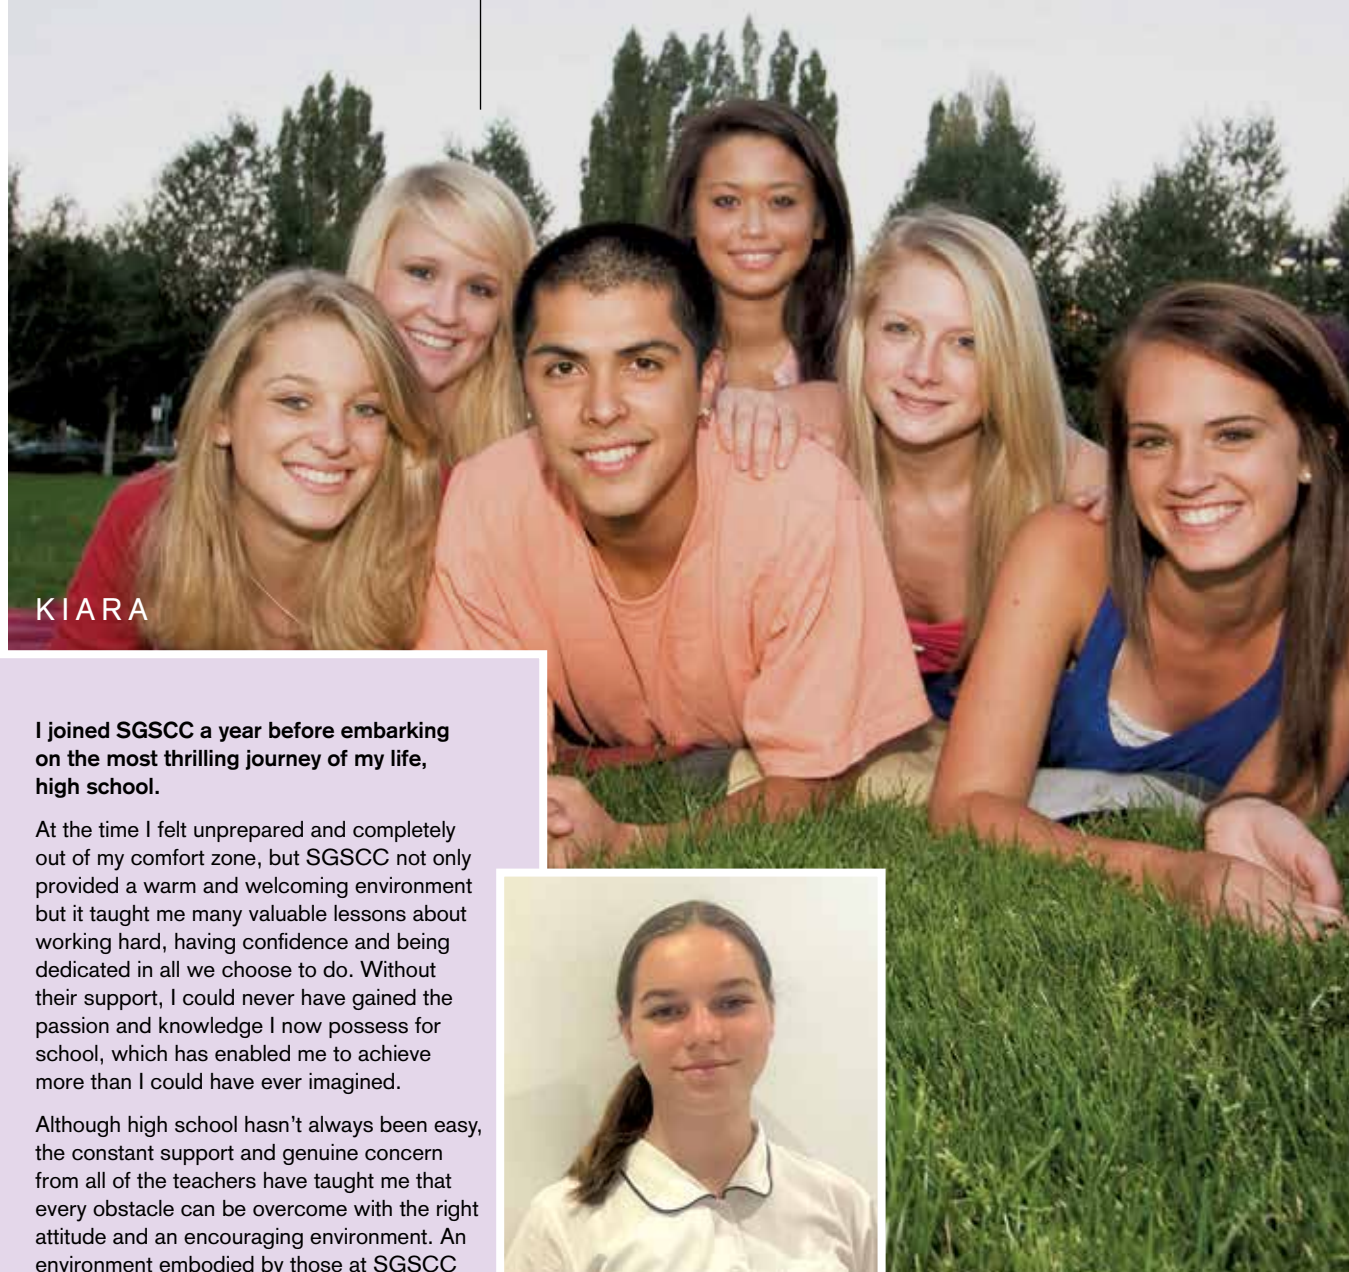 KIARA
I joined SGSCC a year before embarking
on the most thrilling journey of my life,
high school.
At the time I felt unprepared and completely
out of my comfort zone, but SGSCC not only
provided a warm and welcoming environment
but it taught me many valuable lessons about
working hard, having confidence and being
dedicated in all we choose to do. Without
their support, I could never have gained the
passion and knowledge I now possess for
school, which has enabled me to achieve
more than I could have ever imagined.
Although high school hasn’t always been easy,
the constant support and genuine concern
from all of the teachers have taught me that
every obstacle can be overcome with the right
attitude and an encouraging environment. An
environment embodied by those at SGSCC